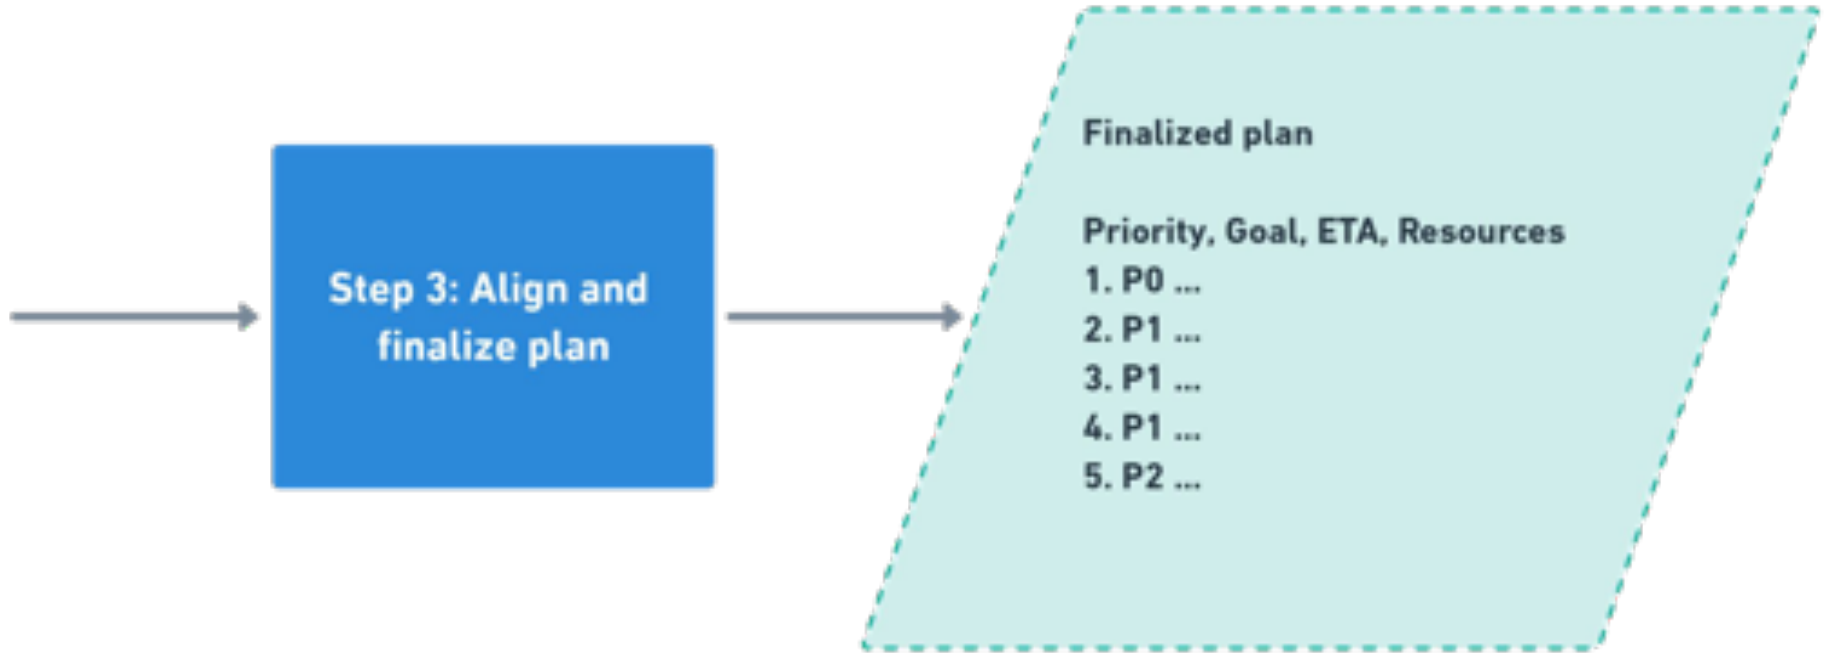 Step 3: Align and
finalize plan
Finalized plan
Priority, Goal, ETA, Resources
1. P0 ...
2. P1 ...
3. P1 ...
4. P1 ...
5. P2 ...